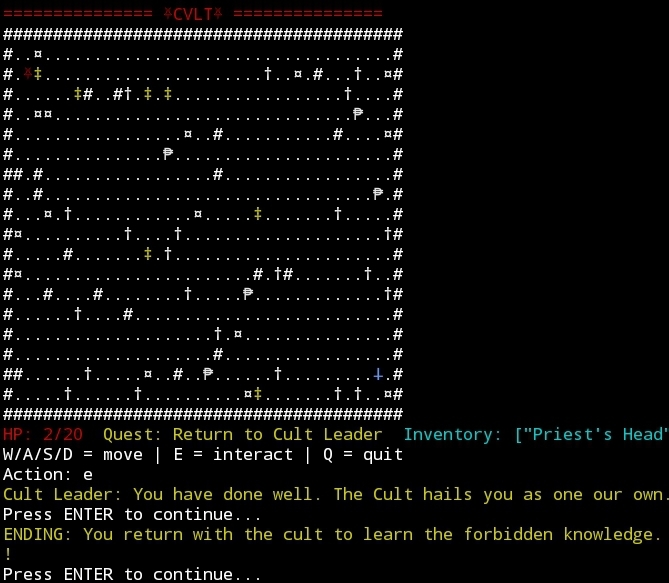 =============== ⛧CVLT⛧ ===============
########################################
#..¤...................................#
#.⛧‡......................†..¤.#...†..¤#
#......‡#..#†.‡.‡.................†....#
#..¤¤..............................₱...#
#.................¤..#...........#....¤#
#...............₱......................#
##.#.................#.................#
#..#.................................₱.#
#...¤.†............¤.....‡.......†.....#
#¤..........†....†....................†#
#.....#.......‡.†......................#
#¤.......................#.†#.......†..#
#...#....#........†.....₱.............†#
#......†....#..........................#
#....................†.¤...............#
#....................#.................#
##......†.....¤..#..₱......†.........⸸.#
#.....†......†..........¤‡.......†.†..¤#
########################################
HP: 2/20  Quest: Return to Cult Leader  Inventory: ["Priest's Head"
W/A/S/D = move | E = interact | Q = quit
Action: e
Cult Leader: You have done well. The Cult hails you as one our own.
Press ENTER to continue...
ENDING: You return with the cult to learn the forbidden knowledge.
!
Press ENTER to continue...